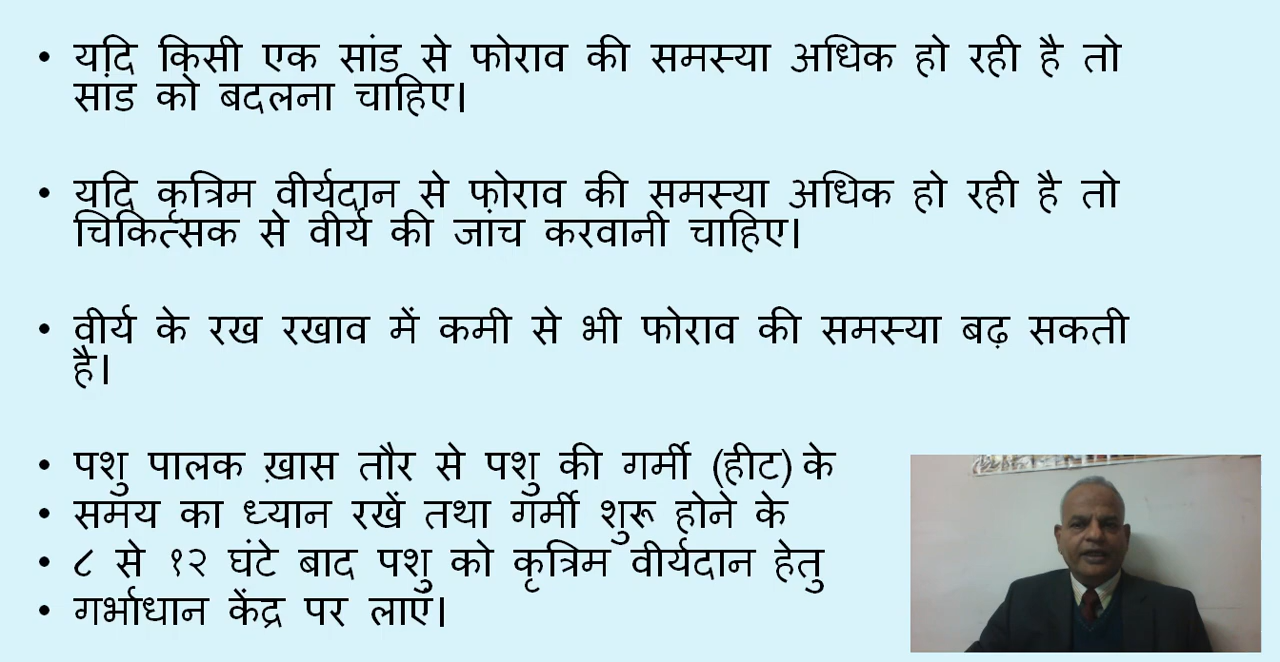 • यदि किसी एक सांड से फोराव की समस्या अधिक हो रही है तो
सांड को बदलना चाहिए।
• यदि कृत्रिम वीर्यदान से फोराव की समस्या अधिक हो रही है तो
चिकित्सक से वीर्य की जांच करवानी चाहिए।
• वीर्य के रख रखाव में कमी से भी फोराव की समस्या बढ़ सकती
है।
• पशु पालक ख़ास तौर से पशु की गर्मी (हीट) के
• समय का ध्यान रखें तथा गर्मी शुरू होने के
• ८ से १२ घंटे बाद पशु को कृत्रिम वीर्यदान हेतु
• गर्भाधान केंद्र पर लाएं।